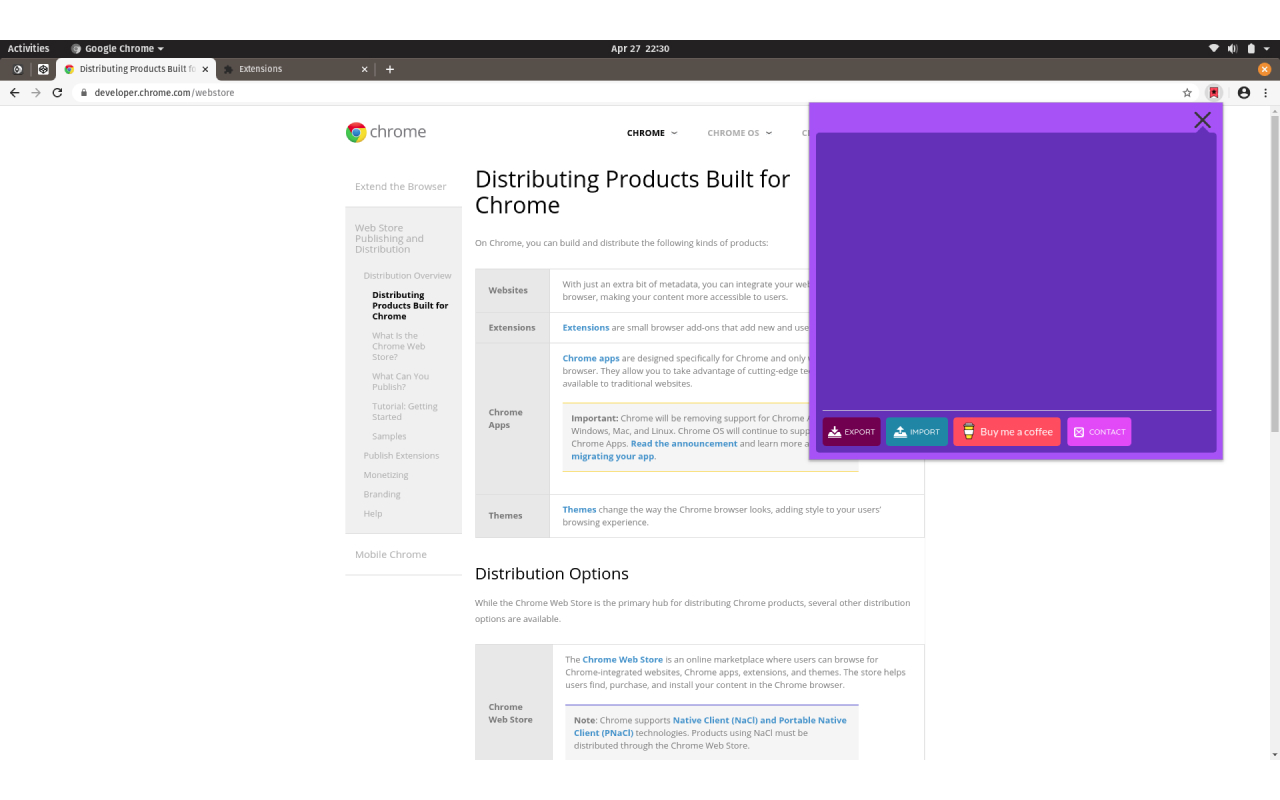 Activities
Google Chrome
Apr 27 22:30
Distributing Products Built fo
Extensions
developer.chrome.com/webstore
chrome
CHROME
CHROME OS
Extend the Browser
Web Store
Publishing and
Distribution
Distribution Overview
Distributing
Products Built for
Chrome
What Is the
Chrome Web
Store?
What Can You
Publish?
Tutorial: Getting
Started
Samples
Publish Extensions
Monetizing
Branding
Help
Mobile Chrome
Distributing Products Built for
Chrome
On Chrome, you can build and distribute the following kinds of products:
Websites
With just an extra bit of metadata, you can integrate your
browser, making your content more accessible to users.
Extensions
Extensions are small browser add-ons that add new and
Chrome
Apps
Chrome apps are designed specifically for Chrome and only
browser. They allow you to take advantage of cutting-edge
available to traditional websites.
Important: Chrome will be removing support for Chrome
Windows, Mac, and Linux. Chrome OS will continue to
Chrome Apps. Read the announcement and learn more
migrating your app.
Themes
Themes change the way the Chrome browser looks, adding style to your users'
browsing experience.
Distribution Options
While the Chrome Web Store is the primary hub for distributing Chrome products, several other distribution
options are available.
Chrome
Web Store
The Chrome Web Store is an online marketplace where users can browse for
Chrome-integrated websites, Chrome apps, extensions, and themes. The store helps
users find, purchase, and install your content in the Chrome browser.
Note: Chrome supports Native Client (NaCl) and Portable Native
Client (PNaCl) technologies. Products using NaCl must be
distributed through the Chrome Web Store.
EXPORT
IMPORT
Buy me a coffee
CONTACT